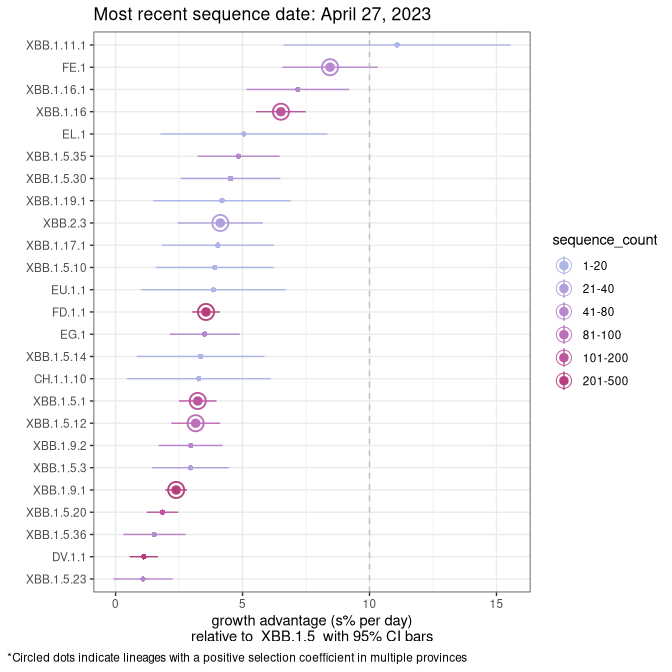 Most recent sequence date: April 27, 2023
XBB.1.11.1
FE.1
XBB.1.16.1
XBB.1.16
EL.1
XBB.1.5.35
XBB.1.5.30
XBB.1.19.1
XBB.2.3
XBB.1.17.1
XBB.1.5.10
EU.1.1
FD.1.1
EG.1
XBB.1.5.14
CH.1.1.10
XBB.1.5.1
XBB.1.5.12
XBB.1.9.2
XBB.1.5.3
XBB.1.9.1
XBB.1.5.20
XBB.1.5.36
DV.1.1
XBB.1.5.23
0 5 10 15
growth advantage (s% per day)
relative to XBB.1.5 with 95% CI bars
sequence_count
1-20
21-40
41-80
81-100
101-200
201-500
*Circled dots indicate lineages with a positive selection coefficient in multiple provinces